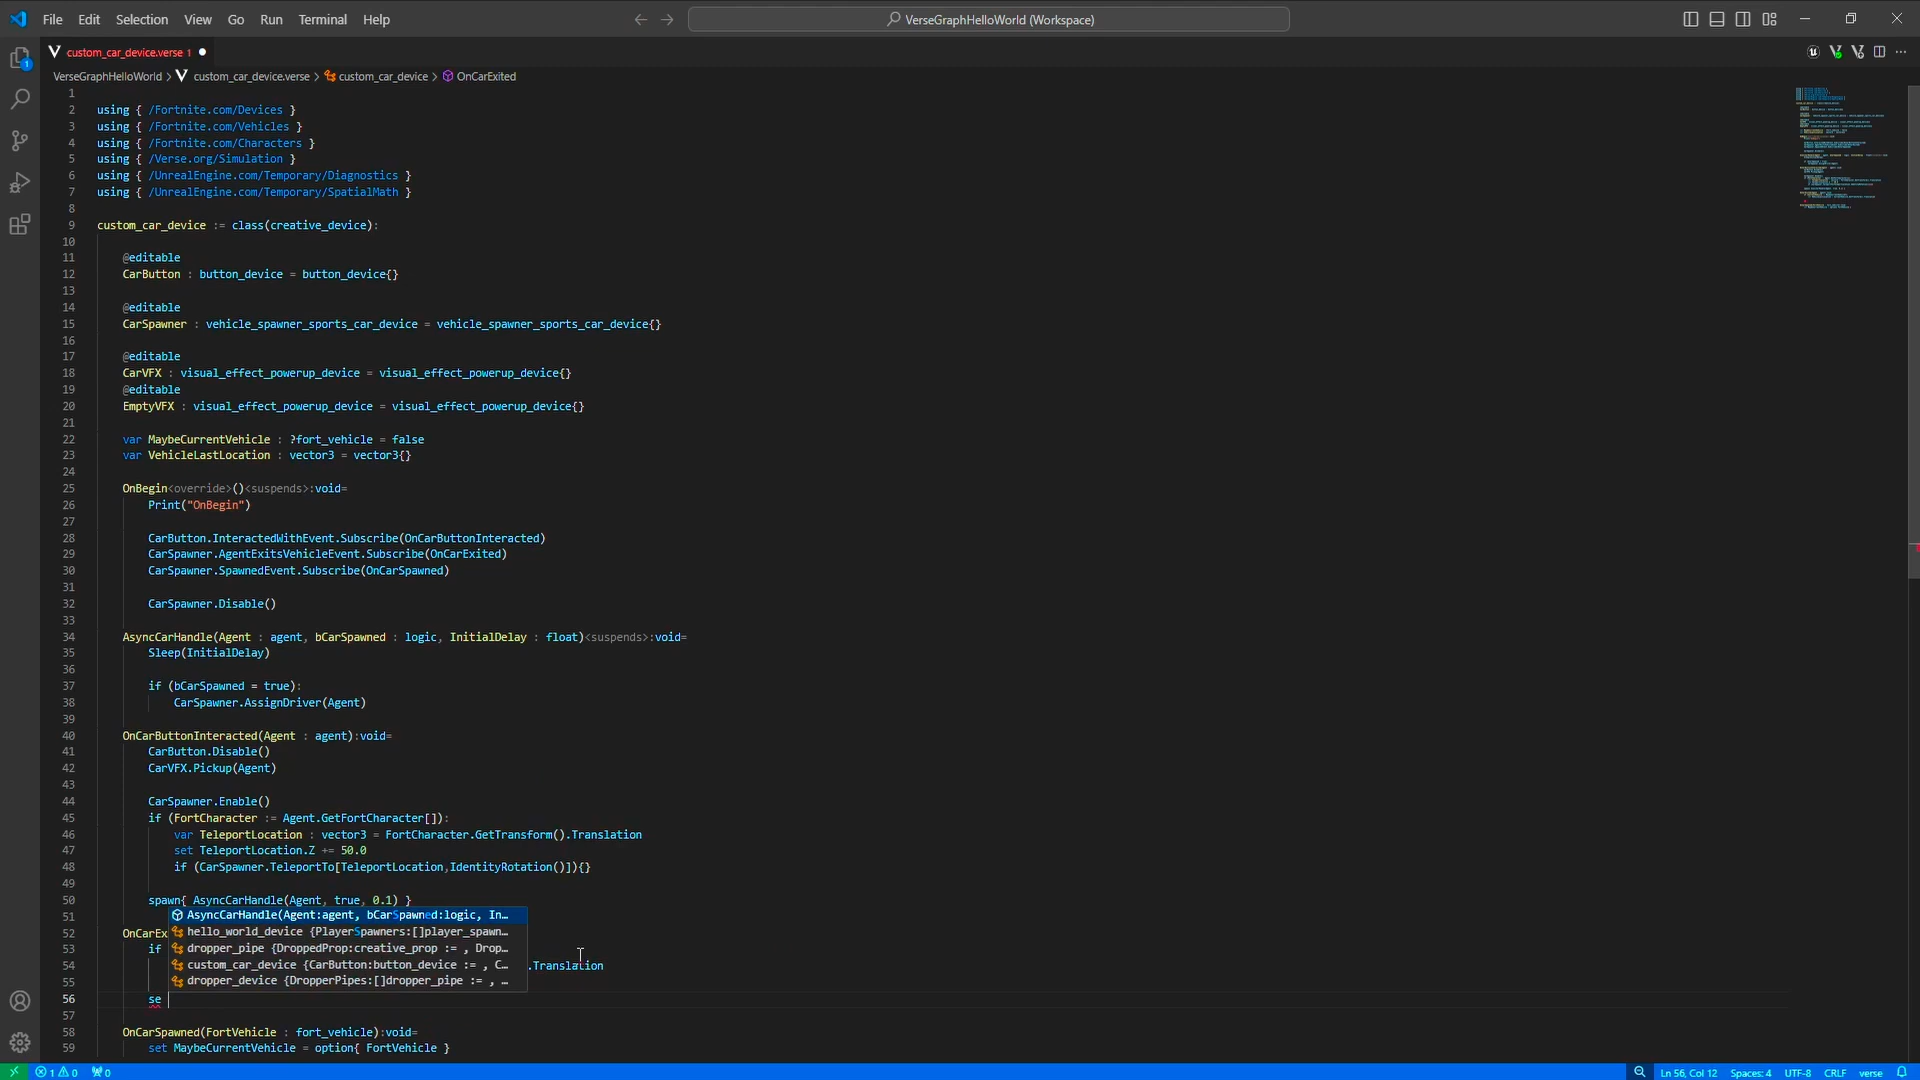 File Edit Selection View Go Run Terminal Help
VerseGraphHelloWorld (Workspace)
custom_car_device.verse 1
VerseGraphHelloWorld > custom_car_device.verse > custom_car_device > OnCarExited
1
2 using { /Fortnite.com/Devices }
3 using { /Fortnite.com/Vehicles }
4 using { /Fortnite.com/Characters }
5 using { /Verse.org/Simulation }
6 using { /UnrealEngine.com/Temporary/Diagnostics }
7 using { /UnrealEngine.com/Temporary/SpatialMath }
8
9 custom_car_device := class(creative_device):
10
11 @editable
12 CarButton : button_device = button_device{}
13
14 @editable
15 CarSpawner : vehicle_spawner_sports_car_device = vehicle_spawner_sports_car_device{}
16
17 @editable
18 CarVFX : visual_effect_powerup_device = visual_effect_powerup_device{}
19 @editable
20 EmptyVFX : visual_effect_powerup_device = visual_effect_powerup_device{}
21
22 var MaybeCurrentVehicle : ?fort_vehicle = false
23 var VehicleLastLocation : vector3 = vector3{}
24
25 OnBegin<override>()<suspends>:void=
26 Print("OnBegin")
27
28 CarButton.InteractedWithEvent.Subscribe(OnCarButtonInteracted)
29 CarSpawner.AgentExitsVehicleEvent.Subscribe(OnCarExited)
30 CarSpawner.SpawnedEvent.Subscribe(OnCarSpawned)
31
32 CarSpawner.Disable()
33
34 AsyncCarHandle(Agent : agent, bCarSpawned : logic, InitialDelay : float)<suspends>:void=
35 Sleep(InitialDelay)
36
37 if (bCarSpawned = true):
38 CarSpawner.AssignDriver(Agent)
39
40 OnCarButtonInteracted(Agent : agent):void=
41 CarButton.Disable()
42 CarVFX.Pickup(Agent)
43
44 CarSpawner.Enable()
45 if (FortCharacter := Agent.GetFortCharacter[]):
46 var TeleportLocation : vector3 = FortCharacter.GetTransform().Translation
47 set TeleportLocation.Z += 50.0
48 if (CarSpawner.TeleportTo[TeleportLocation,IdentityRotation()]){}
49
50 spawn{ AsyncCarHandle(Agent, true, 0.1) }
51 AsyncCarHandle(Agent:agent, bCarSpawned:logic, In…
52 OnCarEx hello_world_device {PlayerSpawners:[]player_spawn…
53 if dropper_pipe {DroppedProp:creative_prop := , Drop…
54 custom_car_device {CarButton:button_device := , C… .Translation
55 dropper_device {DropperPipes:[]dropper_pipe := , …
56 se
57
58 OnCarSpawned(FortVehicle : fort_vehicle):void=
59 set MaybeCurrentVehicle = option{ FortVehicle }
1 0 0 Ln 56, Col 12 Spaces: 4 UTF-8 CRLF verse